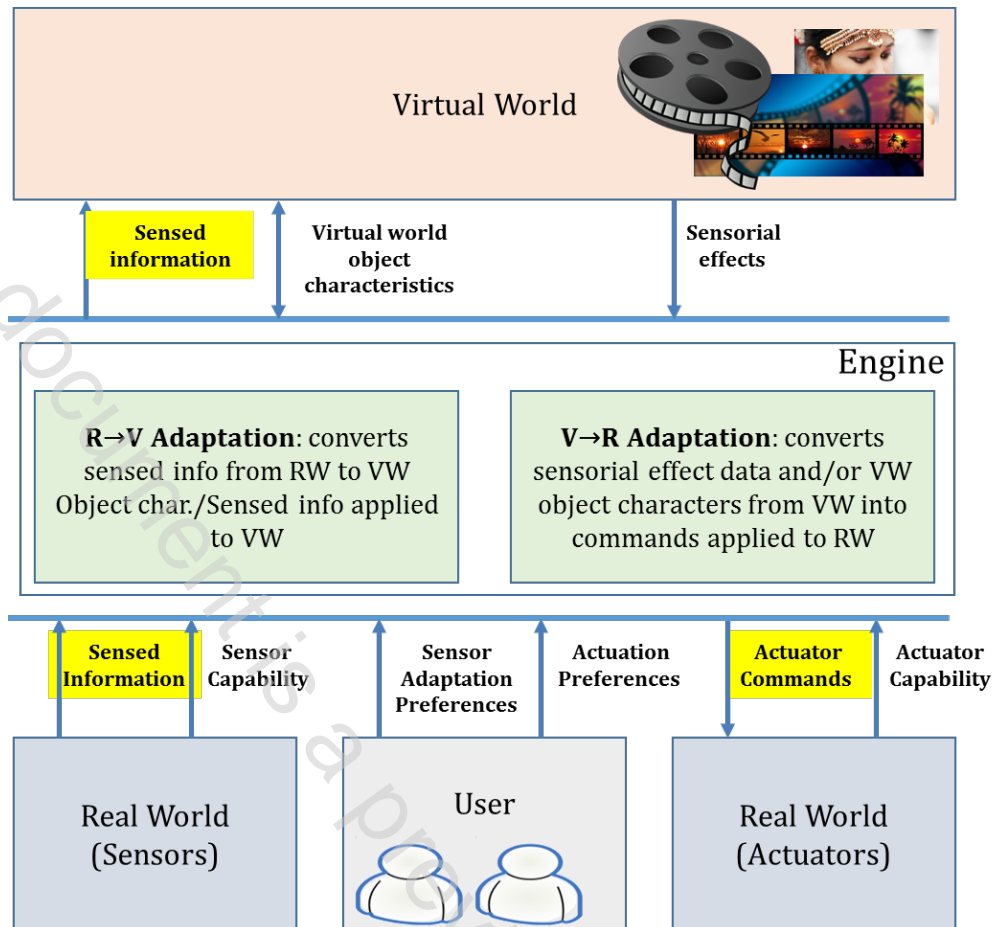 Virtual World
Sensed
information
Virtual world
object
characteristics
Sensorial
effects
Engine
R→V Adaptation: converts
sensed info from RW to VW
Object char./Sensed info applied
to VW
V→R Adaptation: converts
sensorial effect data and/or VW
object characters from VW into
commands applied to RW
Sensed
Information
Sensor
Capability
Sensor
Adaptation
Preferences
Actuation
Preferences
Actuator
Commands
Actuator
Capability
Real World
(Sensors)
User
Real World
(Actuators)
document is a prev